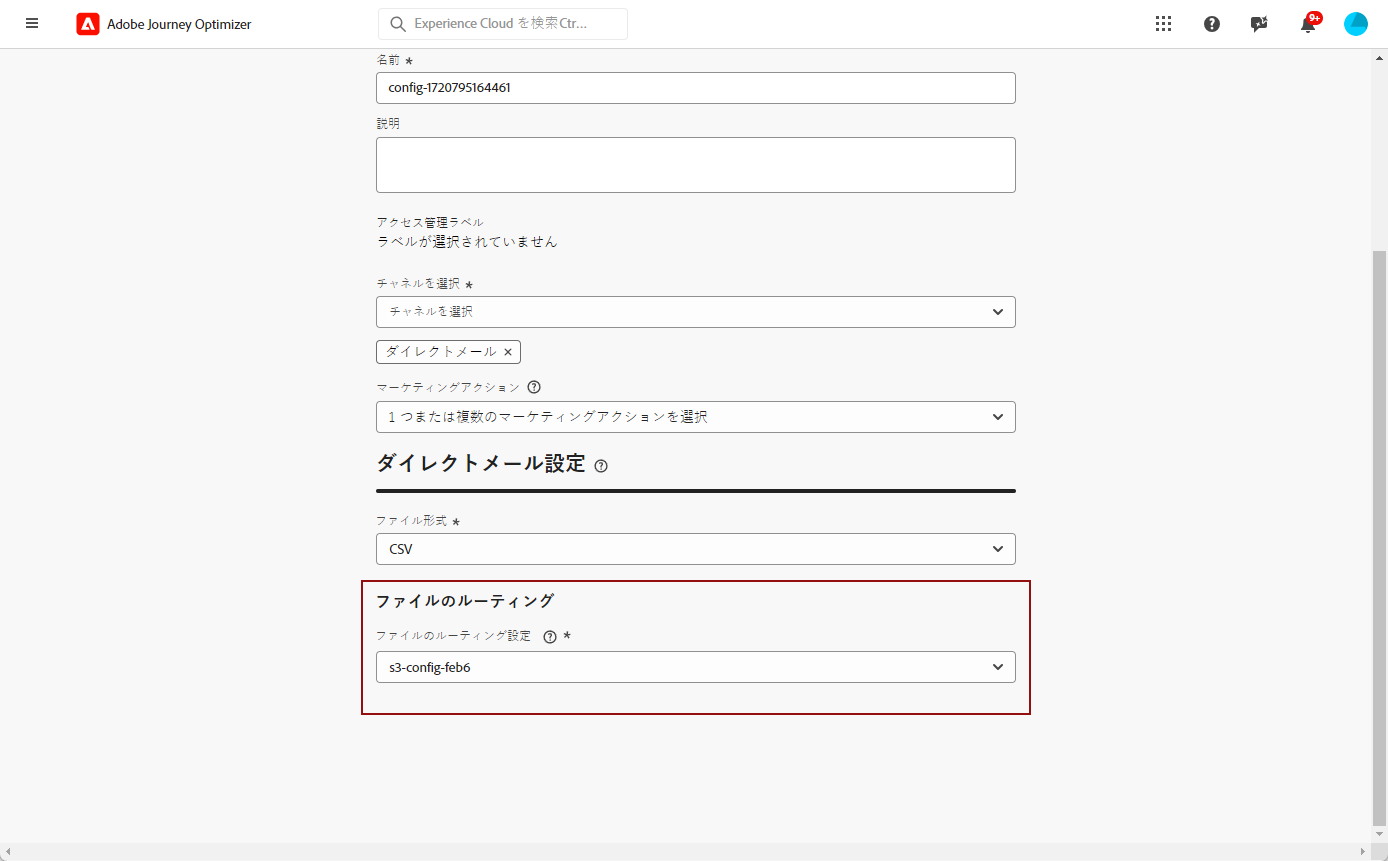 Adobe Journey Optimizer
Experience Cloud を検索Ctr...
9+
名前 *
config-1720795164461
説明
アクセス管理ラベル
ラベルが選択されていません
チャネルを選択 *
チャネルを選択
ダイレクトメール ×
マーケティングアクション ?
1 つまたは複数のマーケティングアクションを選択
ダイレクトメール設定 ?
ファイル形式 *
CSV
ファイルのルーティング
ファイルのルーティング設定 ? *
s3-config-feb6